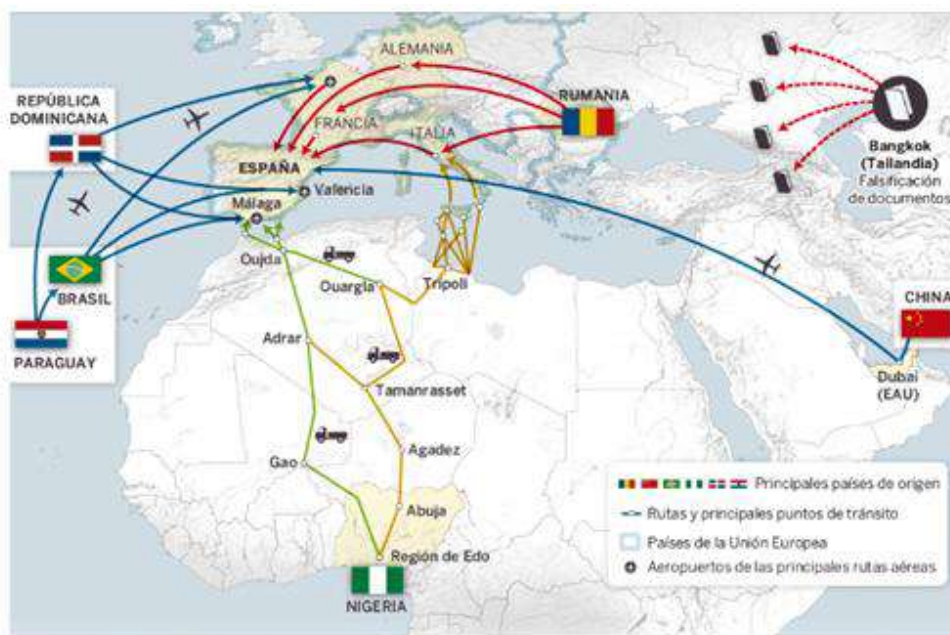 ALEMANIA
REPÚBLICA
DOMINICANA
RUMANIA
FRANCIA
ITALIA
Bangkok
(Tailandia)
Falsificación
de documentos
ESPAÑA
Valencia
Málaga
Oujda
BRASIL
Ouargla
Trípoli
CHINA
PARAGUAY
Adrar
Tamanrasset
Dubai
(EAU)
Gao
Agadez
Abuja
Región de Edo
NIGERIA
Principales países de origen
Rutas y principales puntos de tránsito
Países de la Unión Europea
Aeropuertos de las principales rutas aéreas